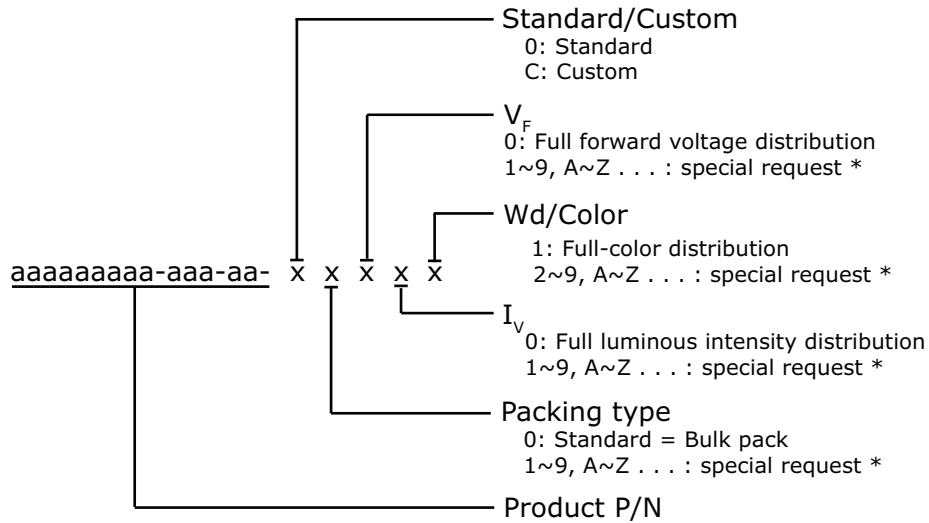 Standard/Custom
0: Standard
C: Custom
VF
0: Full forward voltage distribution
1~9, A~Z . . . : special request *
Wd/Color
1: Full-color distribution
2~9, A~Z . . . : special request *
aaaaaaaaa-aaa-aa- x x x x x
IV
0: Full luminous intensity distribution
1~9, A~Z . . . : special request *
Packing type
0: Standard = Bulk pack
1~9, A~Z . . . : special request *
Product P/N